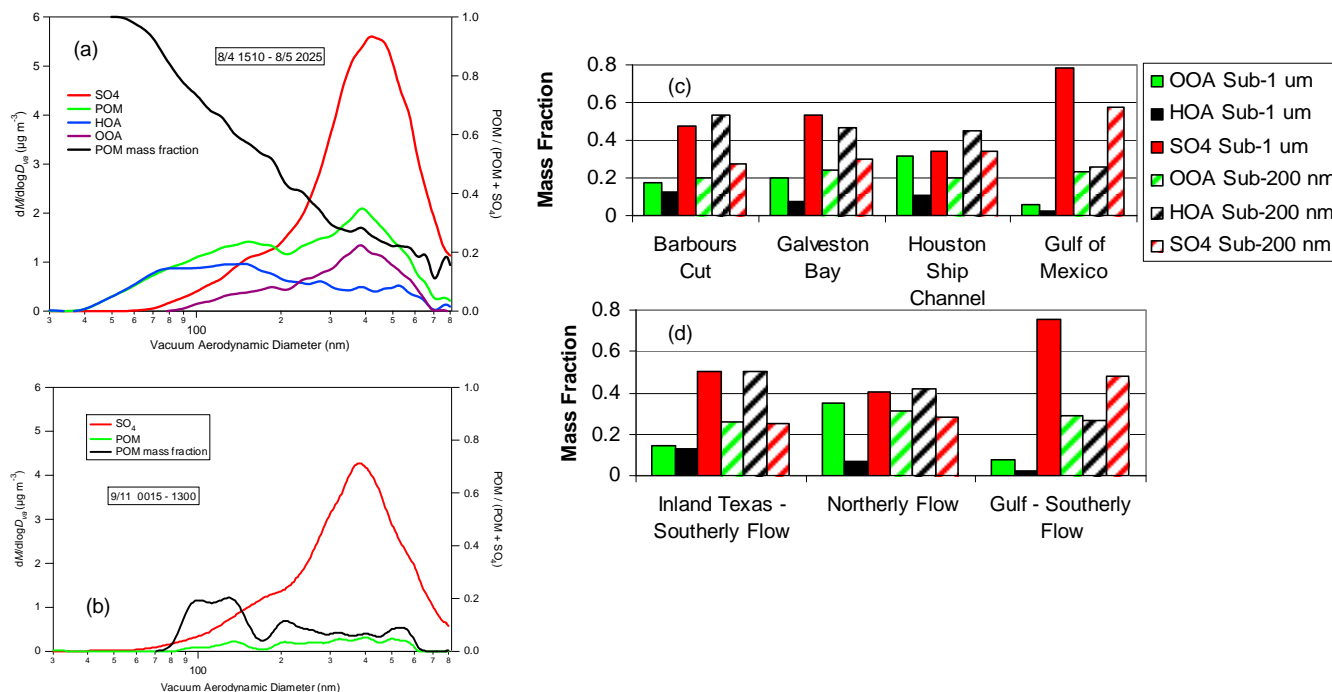 (a)
8/4 1510 - 8/5 2025
SO4
POM
HOA
OOA
POM mass fraction
6
5
4
3
2
1
0
dM/dlogDva (µg m-3)
1.0
0.8
0.6
0.4
0.2
0.0
POM / (POM + SO4)
3 4 5 6 7 8 9 100 2 3 4 5 6 7 8
Vacuum Aerodynamic Diameter (nm)
SO4
POM
POM mass fraction
9/11 0015 - 1300
(b)
6
5
4
3
2
1
0
dM/dlogDva (µg m-3)
1.0
0.8
0.6
0.4
0.2
0.0
POM / (POM + SO4)
3 4 5 6 7 8 9 100 2 3 4 5 6 7 8
Vacuum Aerodynamic Diameter (nm)
(c)
Mass Fraction
0.8
0.6
0.4
0.2
0
Barbours Cut
Galveston Bay
Houston Ship Channel
Gulf of Mexico
OOA Sub-1 um
HOA Sub-1 um
SO4 Sub-1 um
OOA Sub-200 nm
HOA Sub-200 nm
SO4 Sub-200 nm
(d)
Mass Fraction
0.8
0.6
0.4
0.2
0
Inland Texas - Southerly Flow
Northerly Flow
Gulf - Southerly Flow